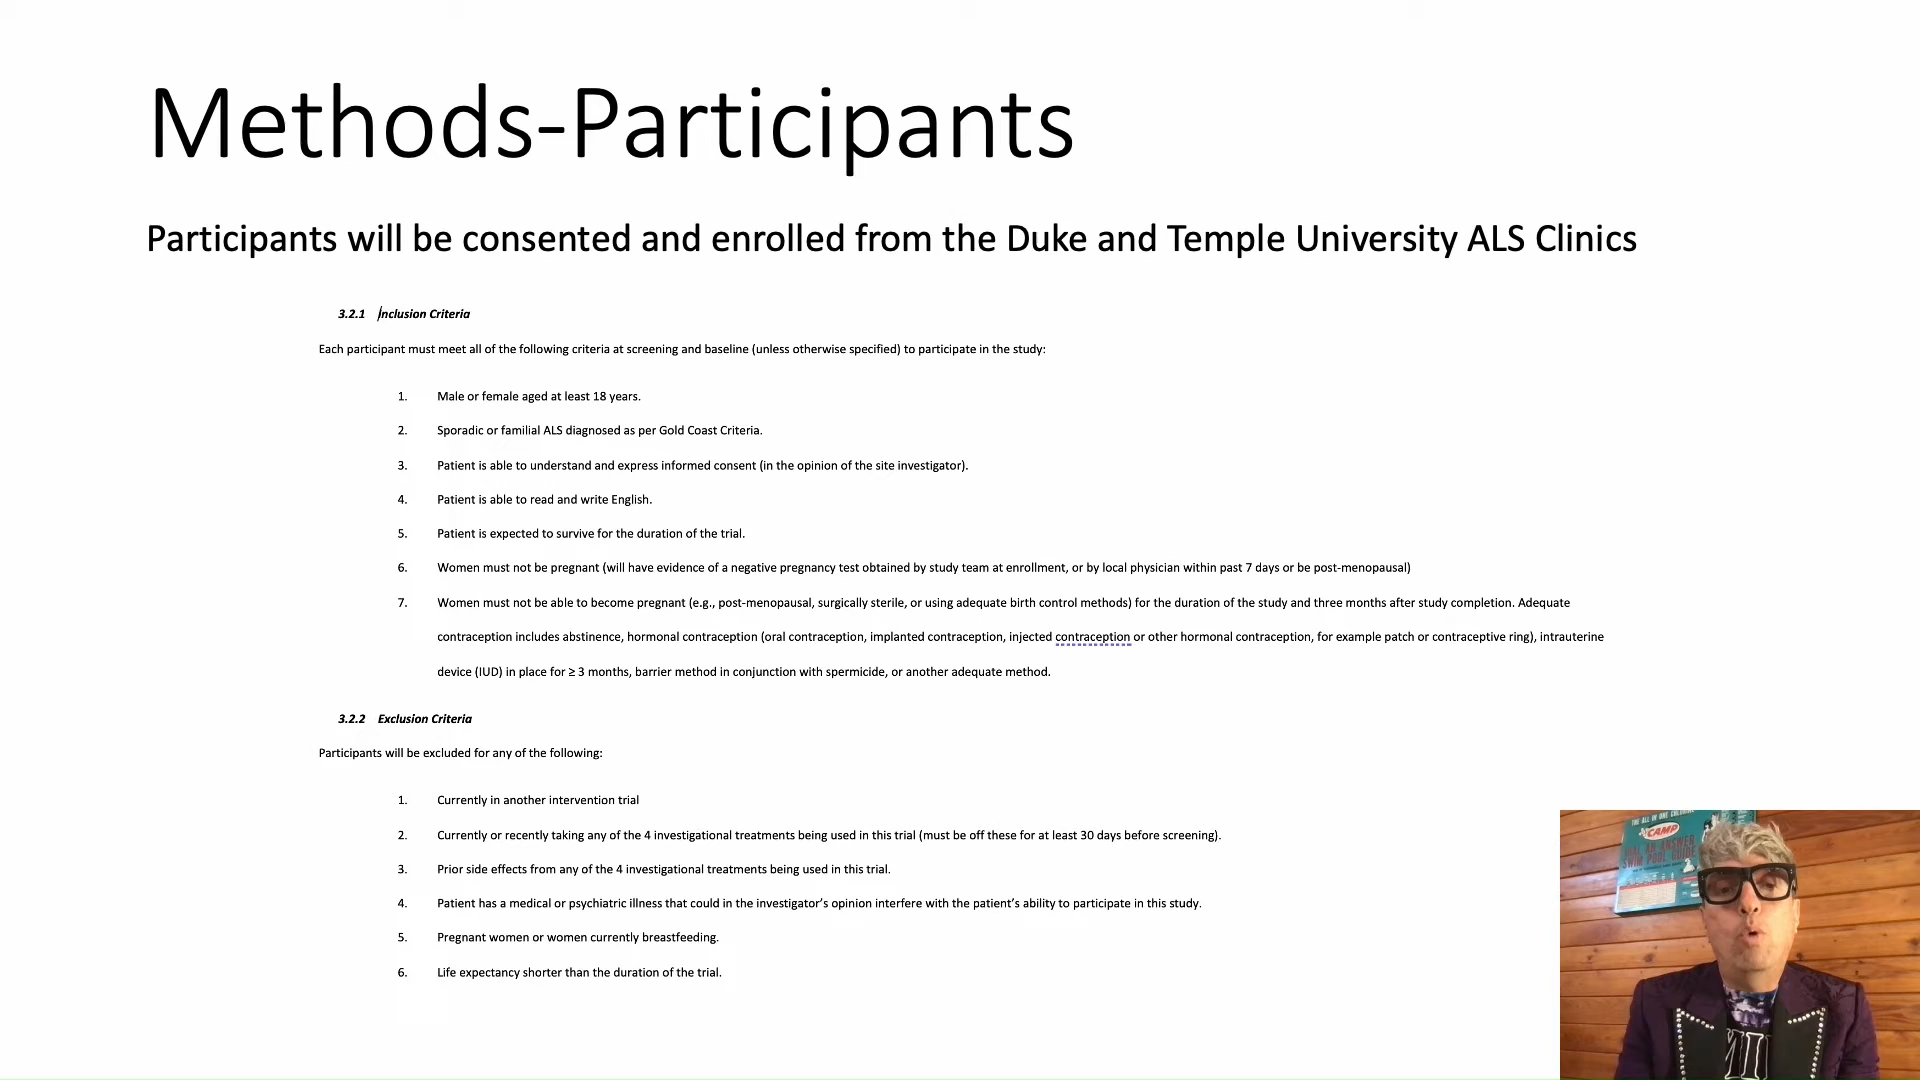 Methods-Participants
Participants will be consented and enrolled from the Duke and Temple University ALS Clinics
3.2.1 Inclusion Criteria
Each participant must meet all of the following criteria at screening and baseline (unless otherwise specified) to participate in the study:
1. Male or female aged at least 18 years.
2. Sporadic or familial ALS diagnosed as per Gold Coast Criteria.
3. Patient is able to understand and express informed consent (in the opinion of the site investigator).
4. Patient is able to read and write English.
5. Patient is expected to survive for the duration of the trial.
6. Women must not be pregnant (will have evidence of a negative pregnancy test obtained by study team at enrollment, or by local physician within past 7 days or be post-menopausal)
7. Women must not be able to become pregnant (e.g., post-menopausal, surgically sterile, or using adequate birth control methods) for the duration of the study and three months after study completion. Adequate
contraception includes abstinence, hormonal contraception (oral contraception, implanted contraception, injected contraception or other hormonal contraception, for example patch or contraceptive ring), intrauterine
device (IUD) in place for ≥ 3 months, barrier method in conjunction with spermicide, or another adequate method.
3.2.2 Exclusion Criteria
Participants will be excluded for any of the following:
1. Currently in another intervention trial
2. Currently or recently taking any of the 4 investigational treatments being used in this trial (must be off these for at least 30 days before screening).
3. Prior side effects from any of the 4 investigational treatments being used in this trial.
4. Patient has a medical or psychiatric illness that could in the investigator's opinion interfere with the patient's ability to participate in this study.
5. Pregnant women or women currently breastfeeding.
6. Life expectancy shorter than the duration of the trial.
THE ALL IN ONE
CAMP
ANSWER
SWIM POOL GUIDE